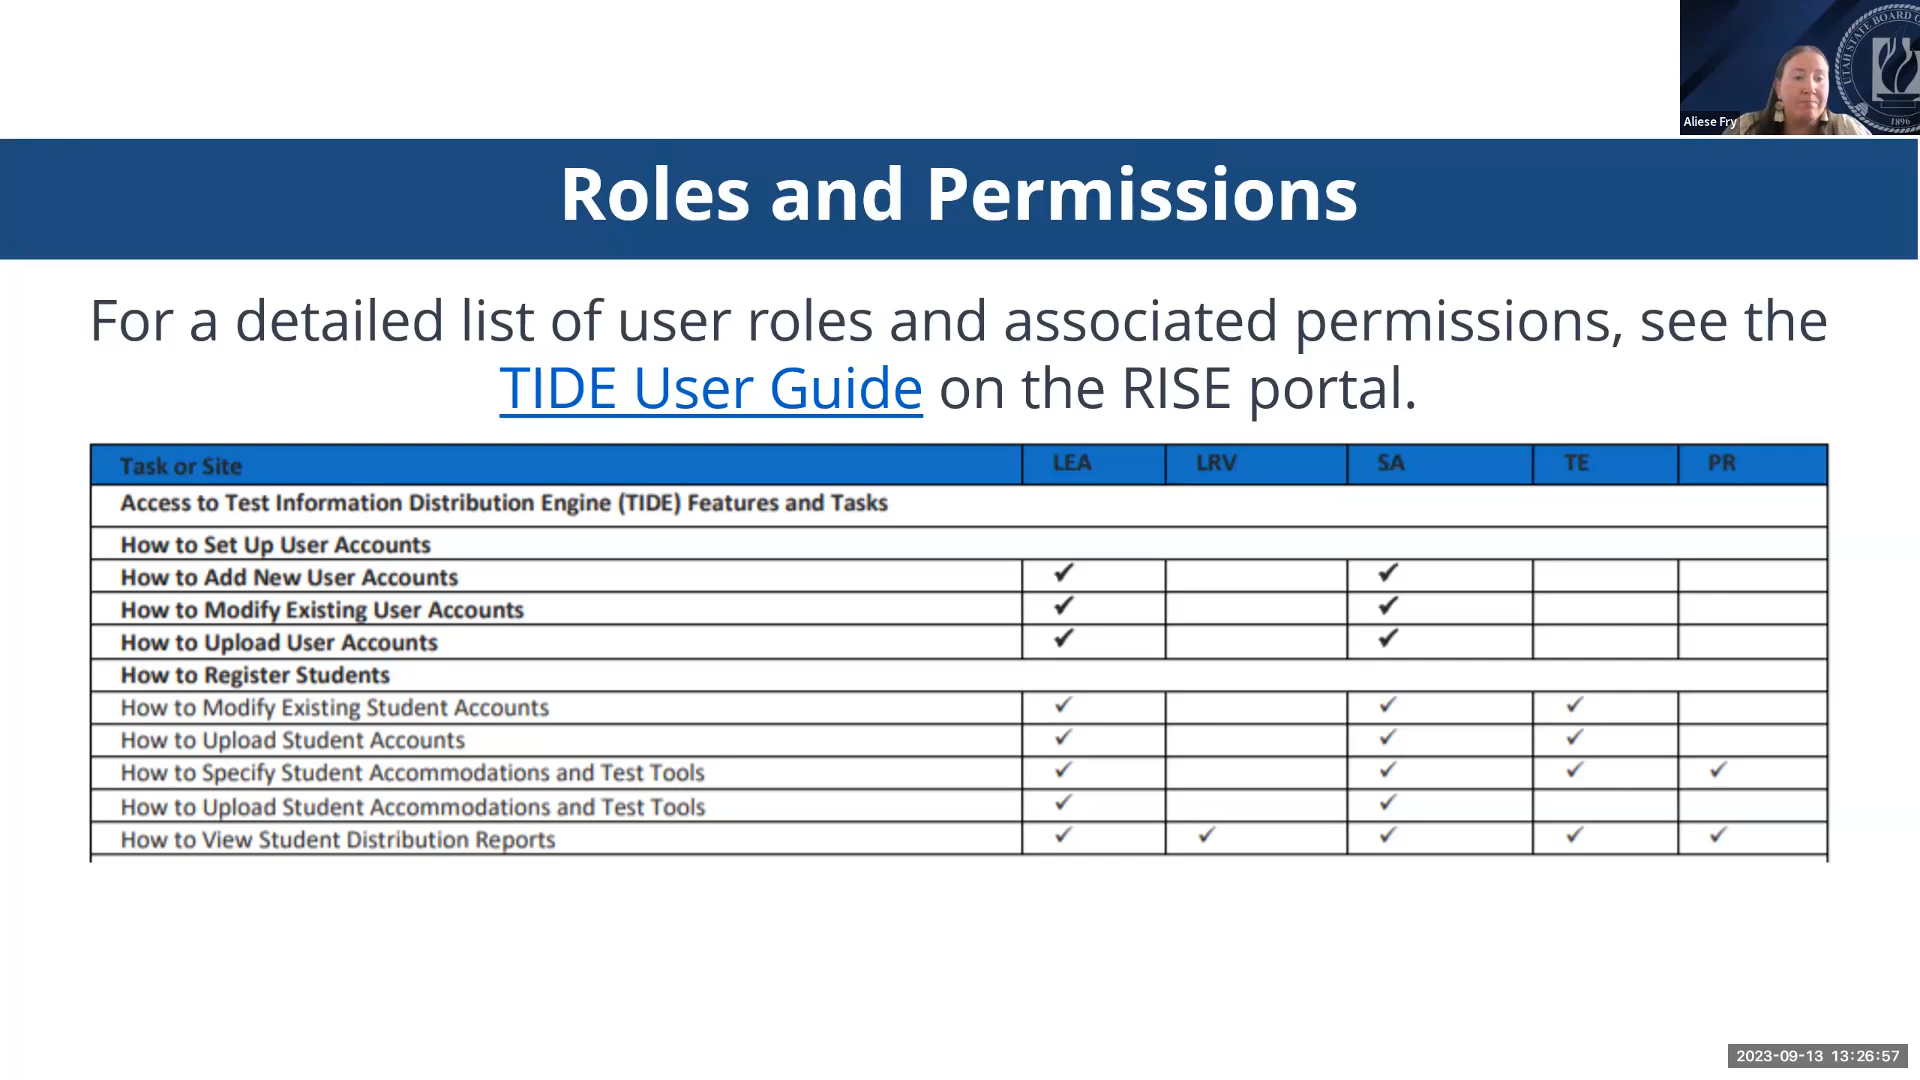 UTAH STATE BOARD O
1896
Aliese Fry
Roles and Permissions
For a detailed list of user roles and associated permissions, see the
TIDE User Guide on the RISE portal.
Task or Site LEA LRV SA TE PR
Access to Test Information Distribution Engine (TIDE) Features and Tasks
How to Set Up User Accounts
How to Add New User Accounts ✔ ✔
How to Modify Existing User Accounts ✔ ✔
How to Upload User Accounts ✔ ✔
How to Register Students
How to Modify Existing Student Accounts ✓ ✓ ✓
How to Upload Student Accounts ✓ ✓ ✓
How to Specify Student Accommodations and Test Tools ✓ ✓ ✓ ✓
How to Upload Student Accommodations and Test Tools ✓ ✓
How to View Student Distribution Reports ✓ ✓ ✓ ✓ ✓
2023-09-13 13:26:57